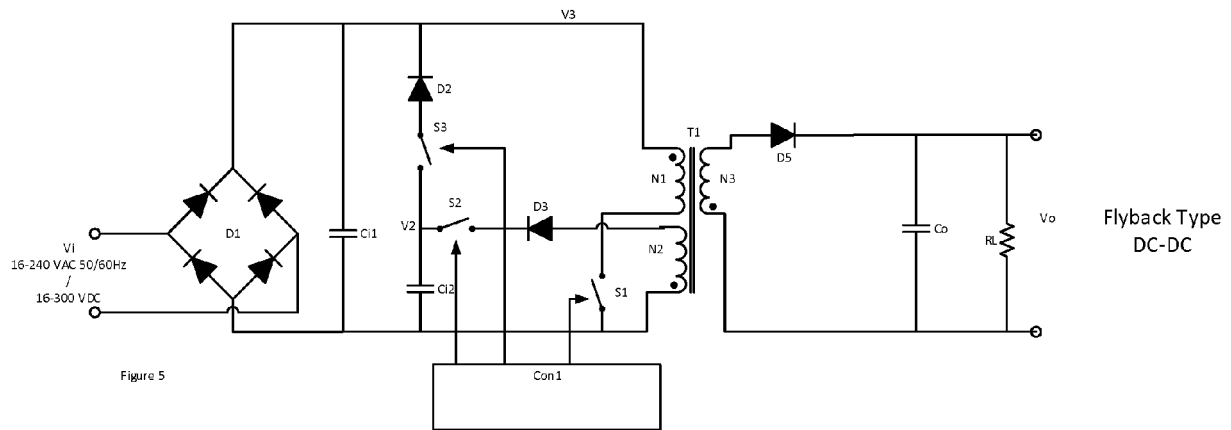 V3
D2
S3
T1
D5
N1
N3
S2
D3
V2
D1
Ci1
N2
Co
RL
Vo
Flyback Type
DC-DC
Vi
16-240 VAC 50/60Hz
/
16-300 VDC
Ci2
S1
Figure 5
Con1